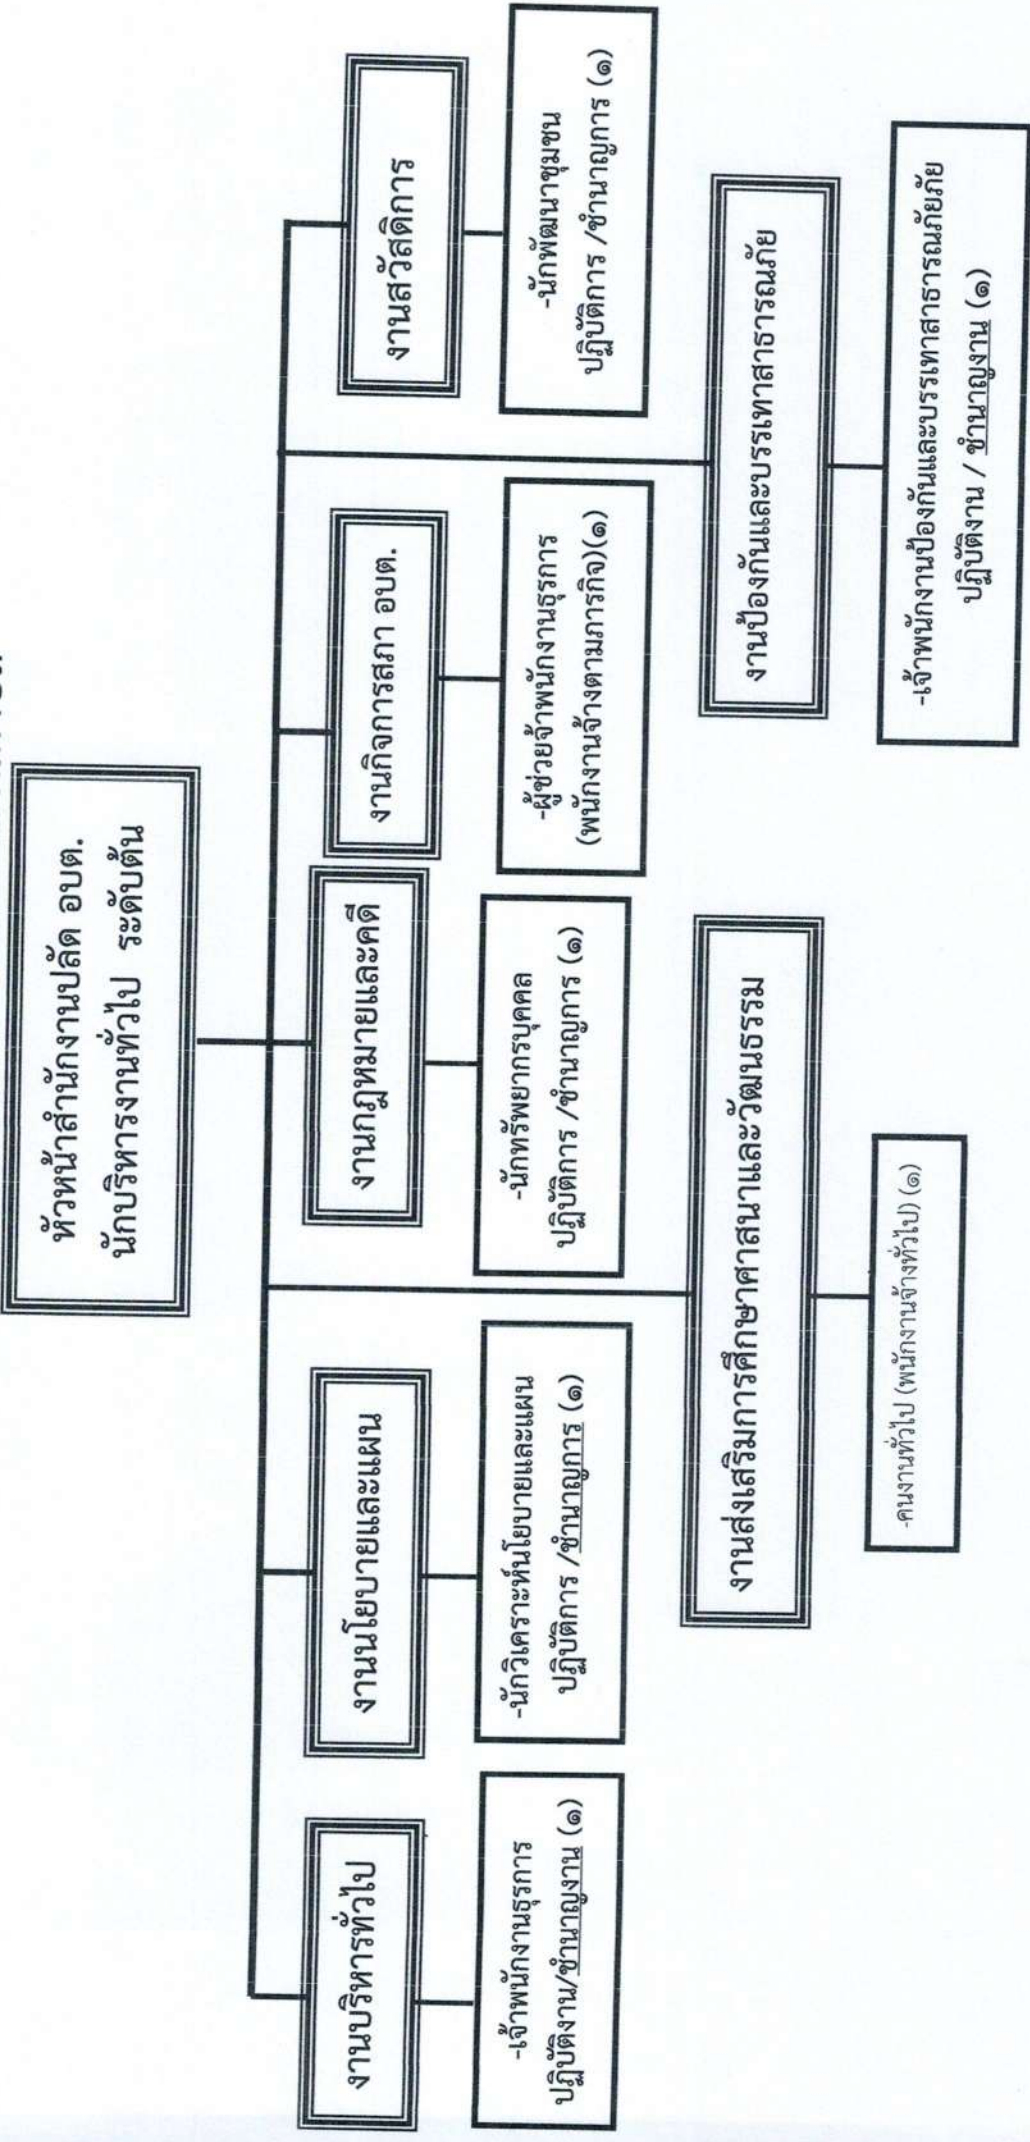 หัวหน้าสำนักงานปลัด อบต.
นักบริหารงานทั่วไป ระดับต้น
งานบริหารทั่วไป
งานนโยบายและแผน
งานกฎหมายและคดี
งานกิจการสภา อบต.
งานสวัสดิการ
-เจ้าพนักงานธุรการ
ปฏิบัติงาน/ชำนาญงาน (๑)
-นักวิเคราะห์นโยบายและแผน
ปฏิบัติการ /ชำนาญการ (๑)
-นักทรัพยากรบุคคล
ปฏิบัติการ /ชำนาญการ (๑)
-ผู้ช่วยจ้าพนักงานธุรการ
(พนักงานจ้างตามภารกิจ)(๑)
-นักพัฒนาชุมชน
ปฏิบัติการ /ชำนาญการ (๑)
งานส่งเสริมการศึกษาศาสนาและวัฒนธรรม
งานป้องกันและบรรเทาสาธารณภัย
-คนงานทั่วไป (พนักงานจ้างทั่วไป) (๑)
-เจ้าพนักงานป้องกันและบรรเทาสาธารณภัยภัย
ปฏิบัติงาน / ชำนาญงาน (๑)